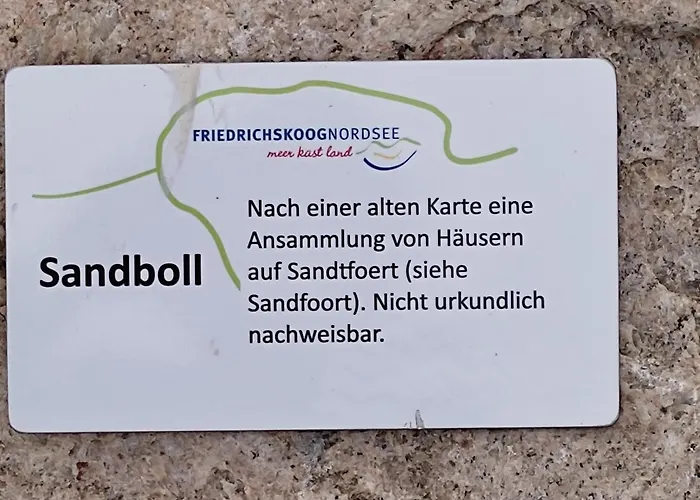 FRIEDRICHSKOOGNORDSEE
meer küst land
Sandboll
Nach einer alten Karte eine
Ansammlung von Häusern
auf Sandtfoert (siehe
Sandfoort). Nicht urkundlich
nachweisbar.